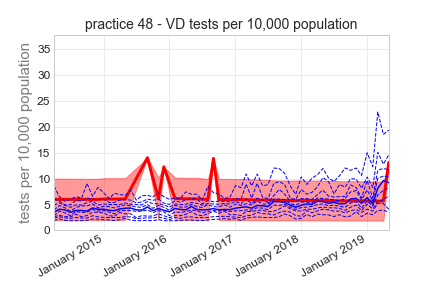 practice 48 - VD tests per 10,000 population
tests per 10,000 population
35
30
25
20
15
10
5
0
January 2015
January 2016
January 2017
January 2018
January 2019